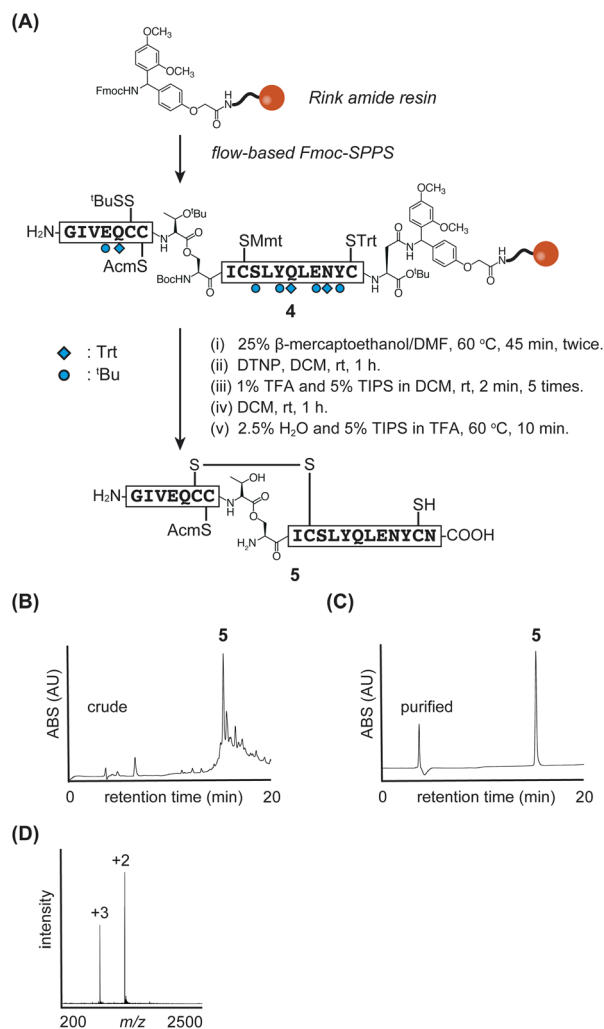 (A)
OCH3
OCH3
FmocHN
O
O
H
N
Rink amide resin
flow-based Fmoc-SPPS
tBuSS
H2N-GIVEQCC
AcmS
N
H
OtBu
O
O
O
BocHN
O
SMmt
STrt
ICSLYQLENYC
N
H
O
O
OtBu
H
N
OCH3
OCH3
O
O
H
N
4
: Trt
: tBu
(i) 25% β-mercaptoethanol/DMF, 60 oC, 45 min, twice.
(ii) DTNP, DCM, rt, 1 h.
(iii) 1% TFA and 5% TIPS in DCM, rt, 2 min, 5 times.
(iv) DCM, rt, 1 h.
(v) 2.5% H2O and 5% TIPS in TFA, 60 oC, 10 min.
S
S
H2N-GIVEQCC
AcmS
H
N
OH
O
O
O
H2N
O
SH
ICSLYQLENYCN-COOH
5
(B)
5
ABS (AU)
crude
0 retention time (min) 20
(C)
5
ABS (AU)
purified
0 retention time (min) 20
(D)
+2
+3
intensity
200 m/z 2500